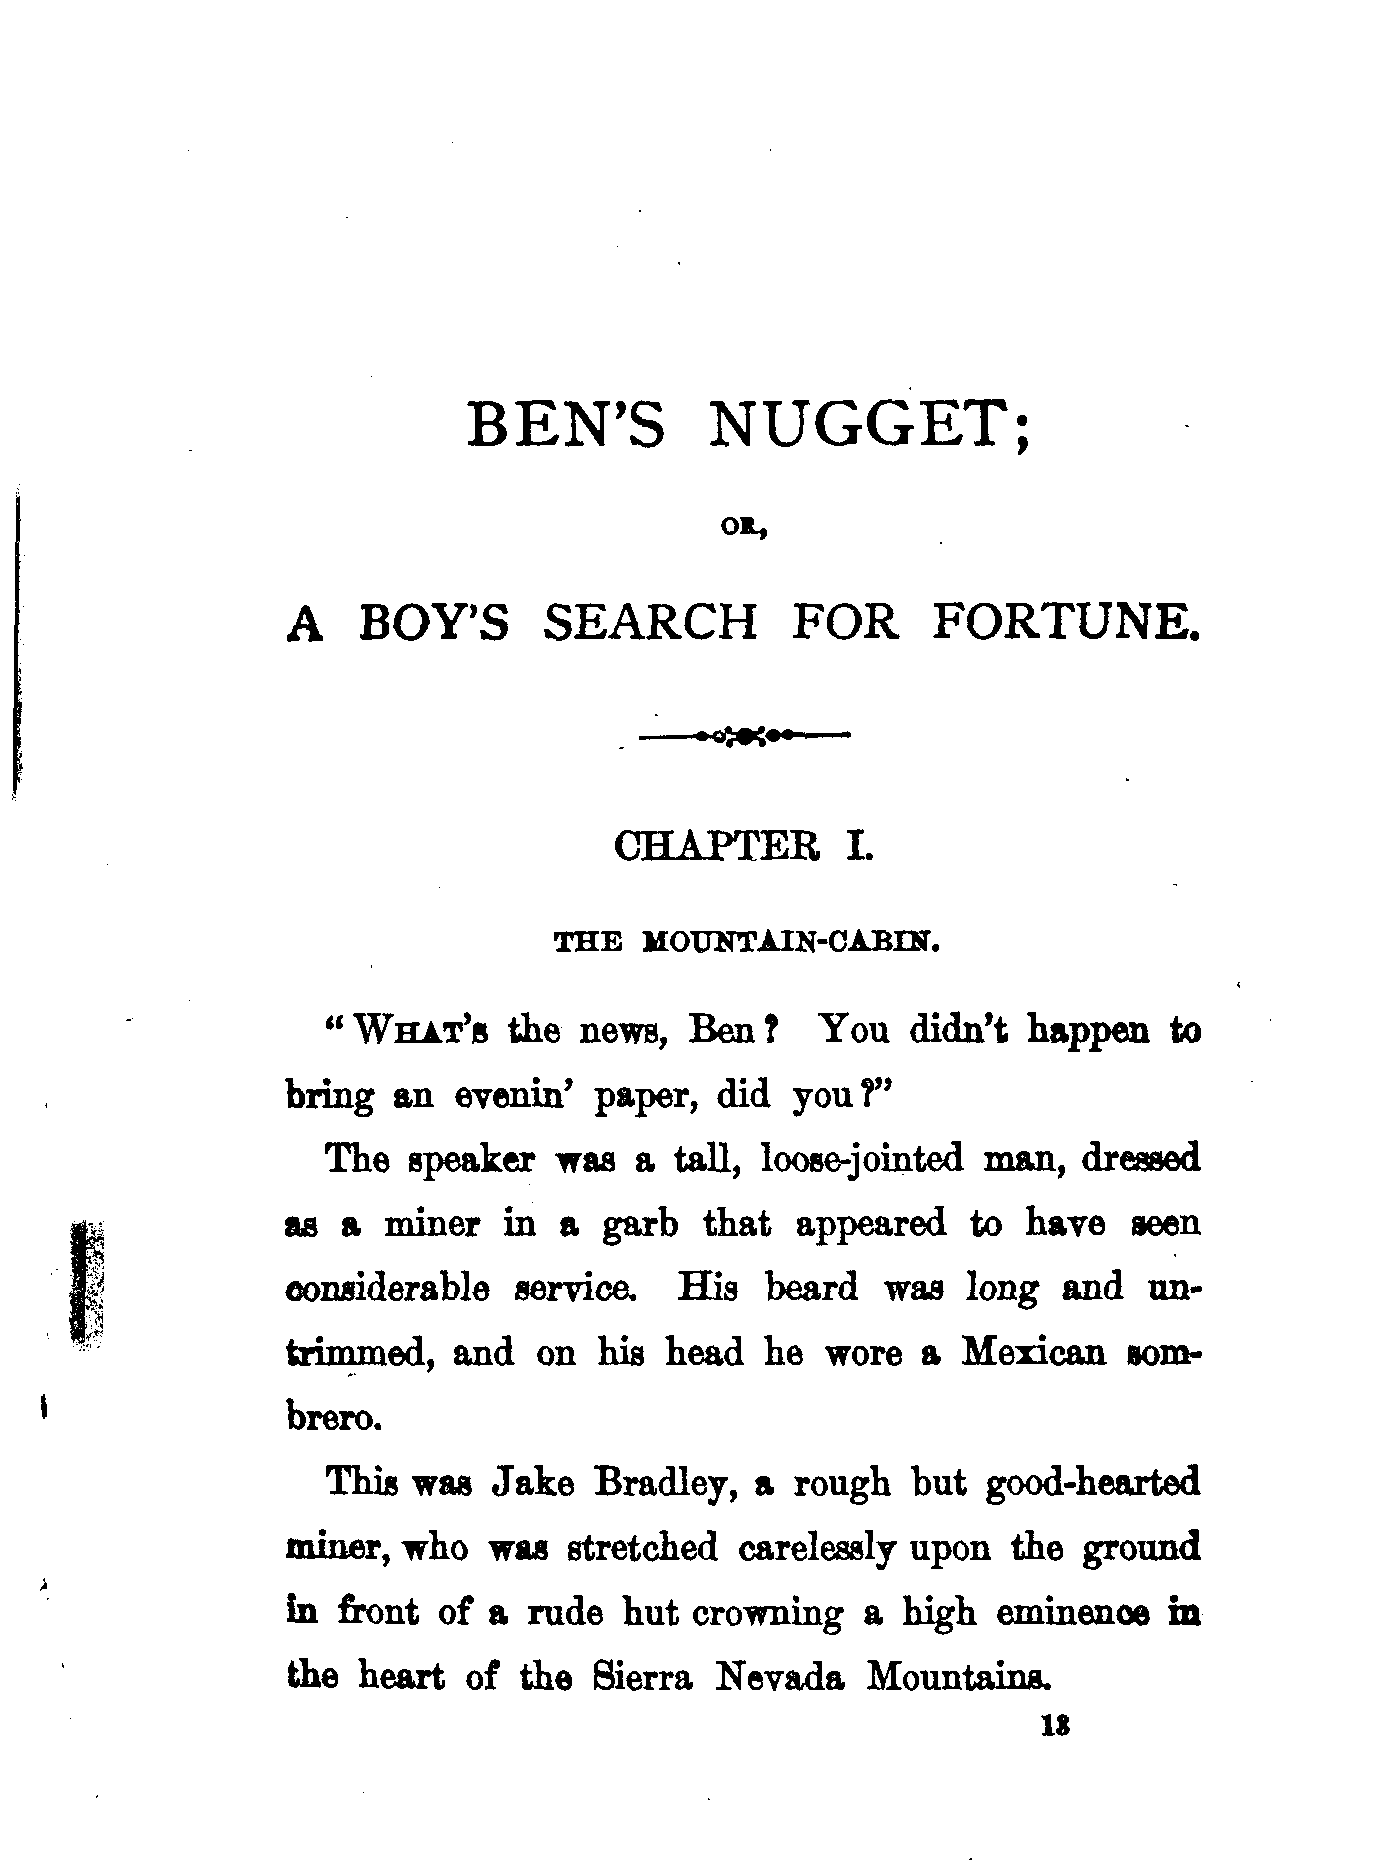 BEN'S NUGGET;
OR,
A BOY'S SEARCH FOR FORTUNE.
CHAPTER I.
THE MOUNTAIN-CABIN.
"WHAT'S the news, Ben? You didn't happen to
bring an evenin' paper, did you?"
The speaker was a tall, loose-jointed man, dressed
as a miner in a garb that appeared to have seen
considerable service. His beard was long and un-
trimmed, and on his head he wore a Mexican som-
brero.
This was Jake Bradley, a rough but good-hearted
miner, who was stretched carelessly upon the ground
in front of a rude hut crowning a high eminence in
the heart of the Sierra Nevada Mountains.
13